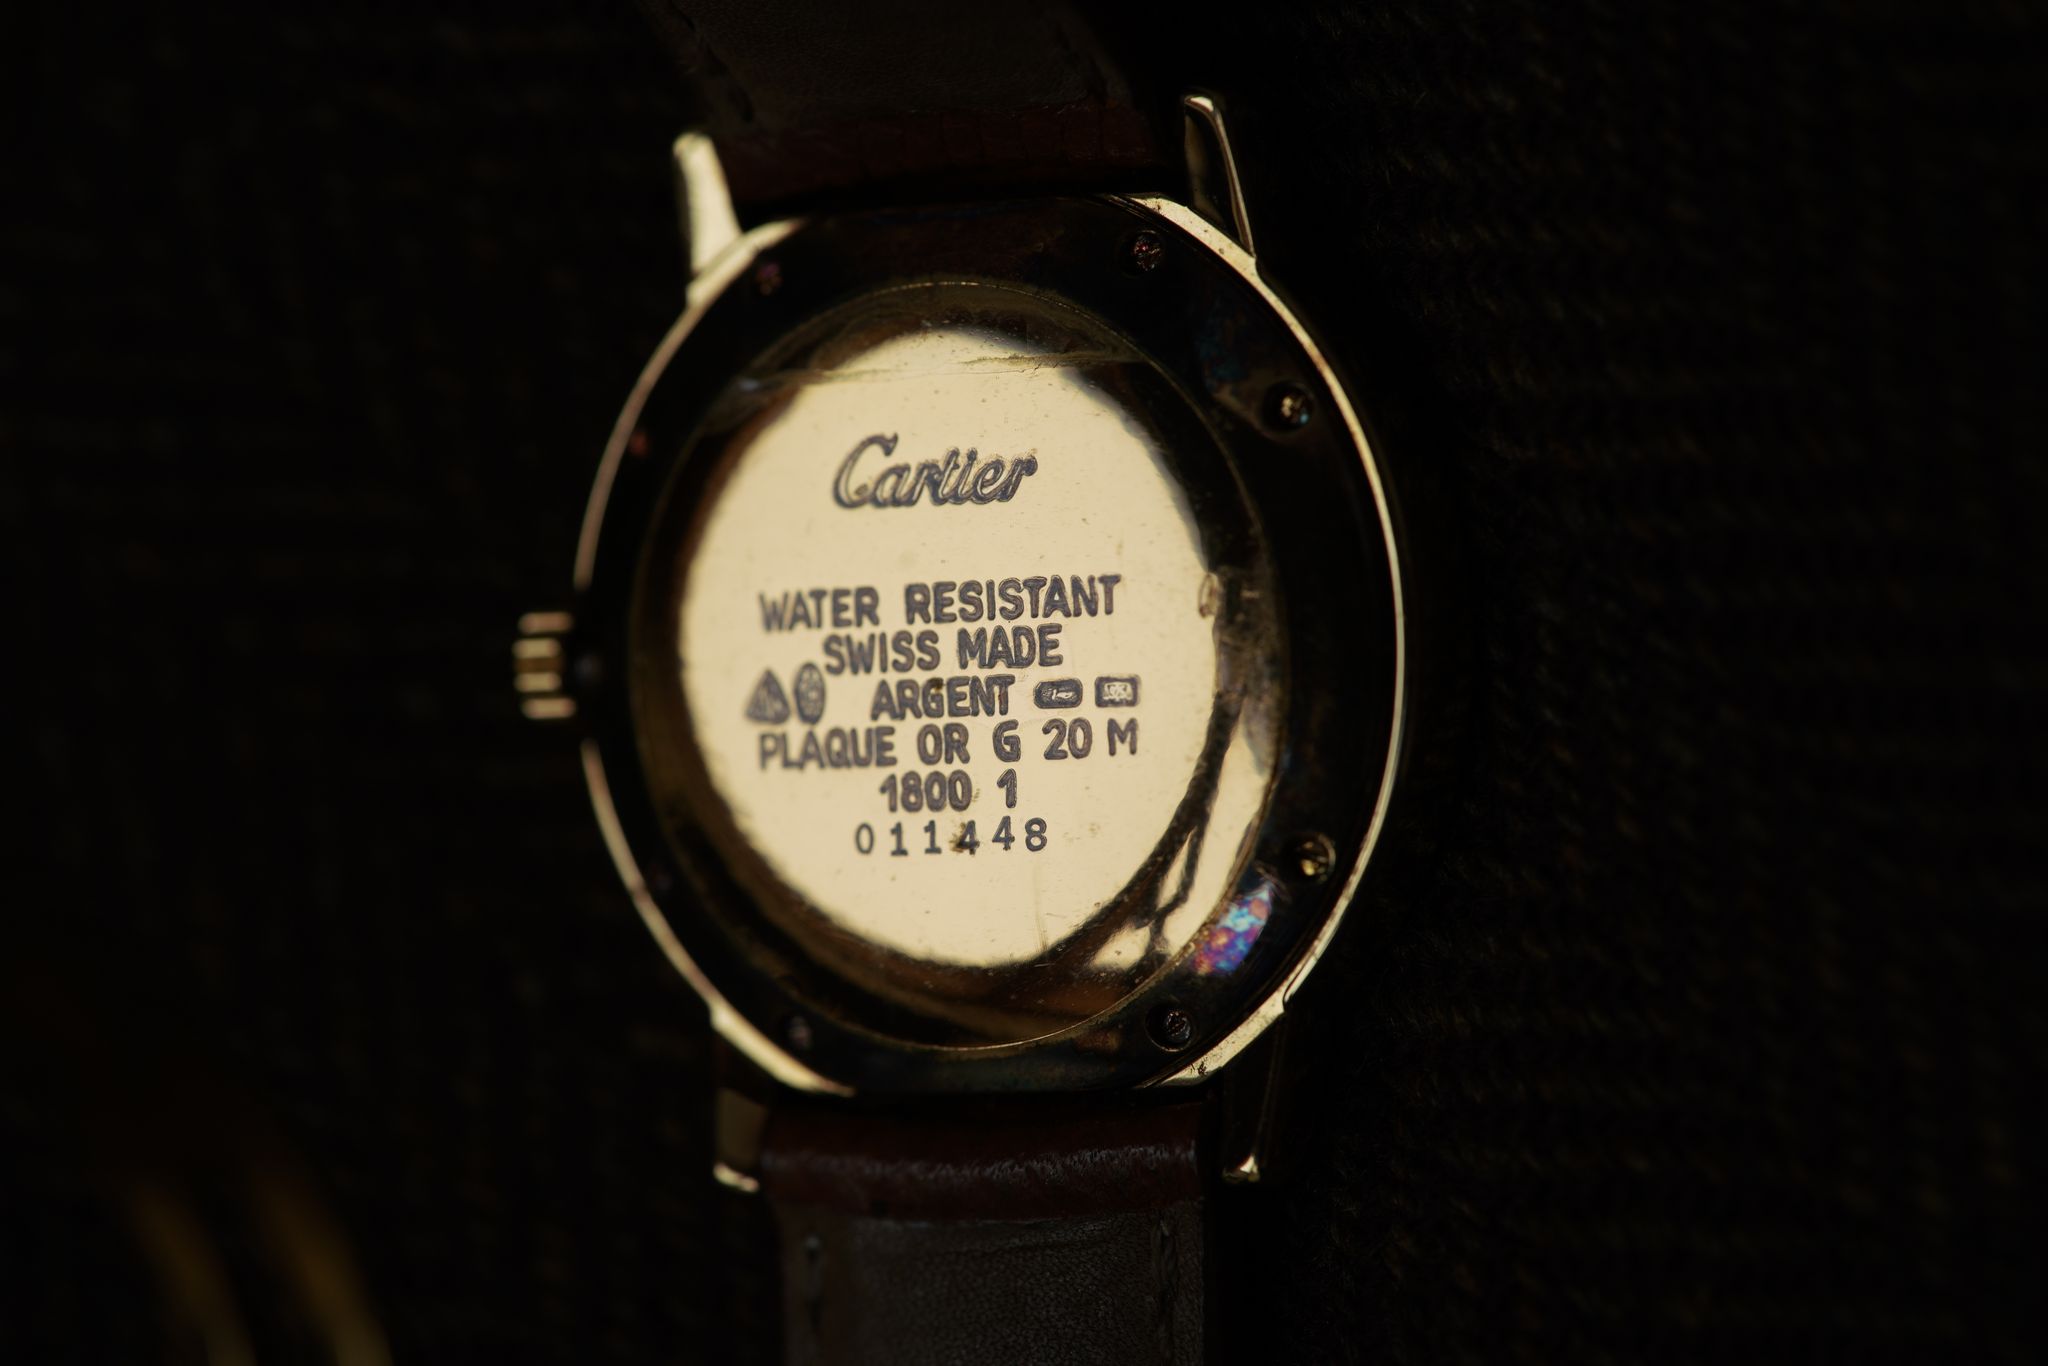 Cartier
WATER RESISTANT
SWISS MADE
ARGENT
PLAQUE OR G 20 M
1800 1
011448